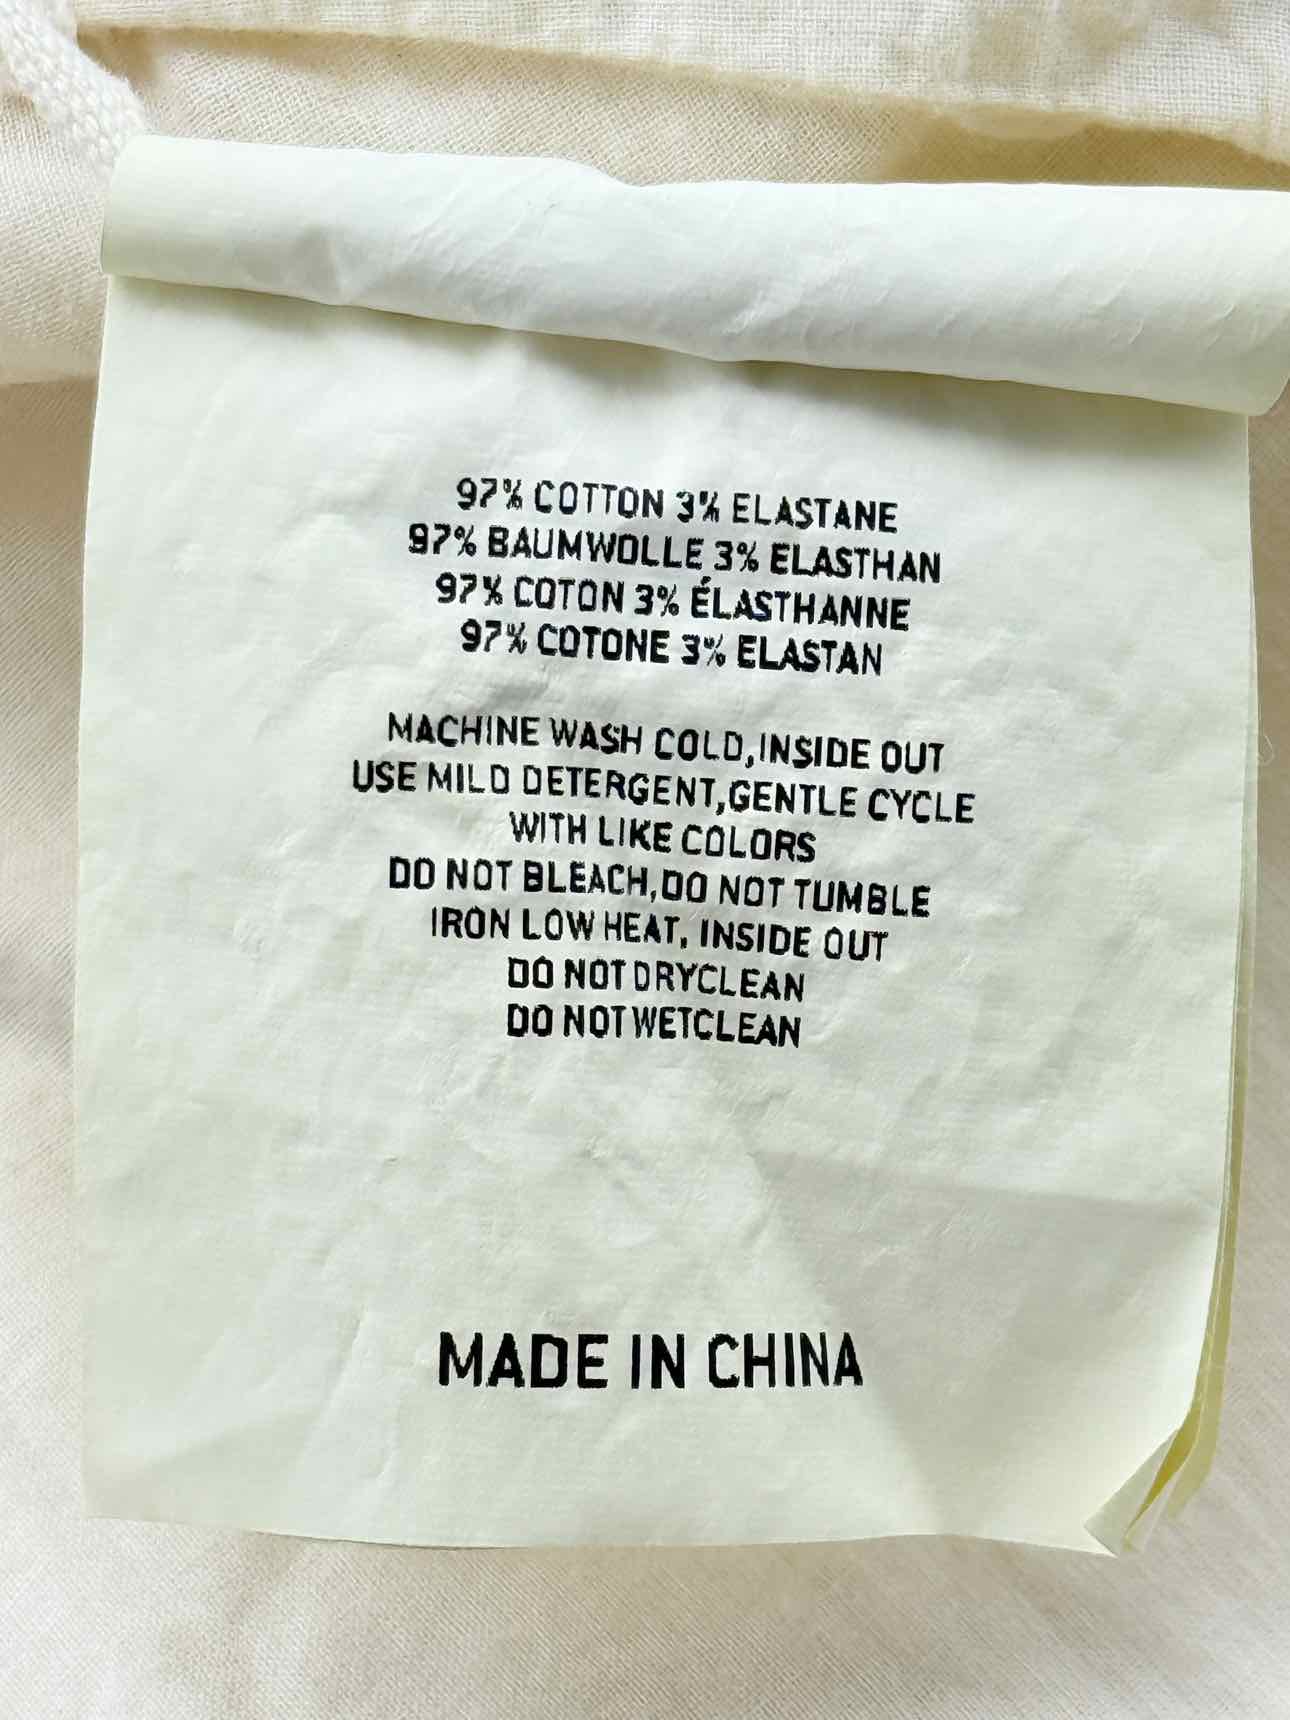 97% COTTON 3% ELASTANE
97% BAUMWOLLE 3% ELASTHAN
97% COTON 3% ÉLASTHANNE
97% COTONE 3% ELASTAN
MACHINE WASH COLD,INSIDE OUT
USE MILD DETERGENT,GENTLE CYCLE
WITH LIKE COLORS
DO NOT BLEACH,DO NOT TUMBLE
IRON LOW HEAT, INSIDE OUT
DO NOT DRYCLEAN
DO NOT WETCLEAN
MADE IN CHINA